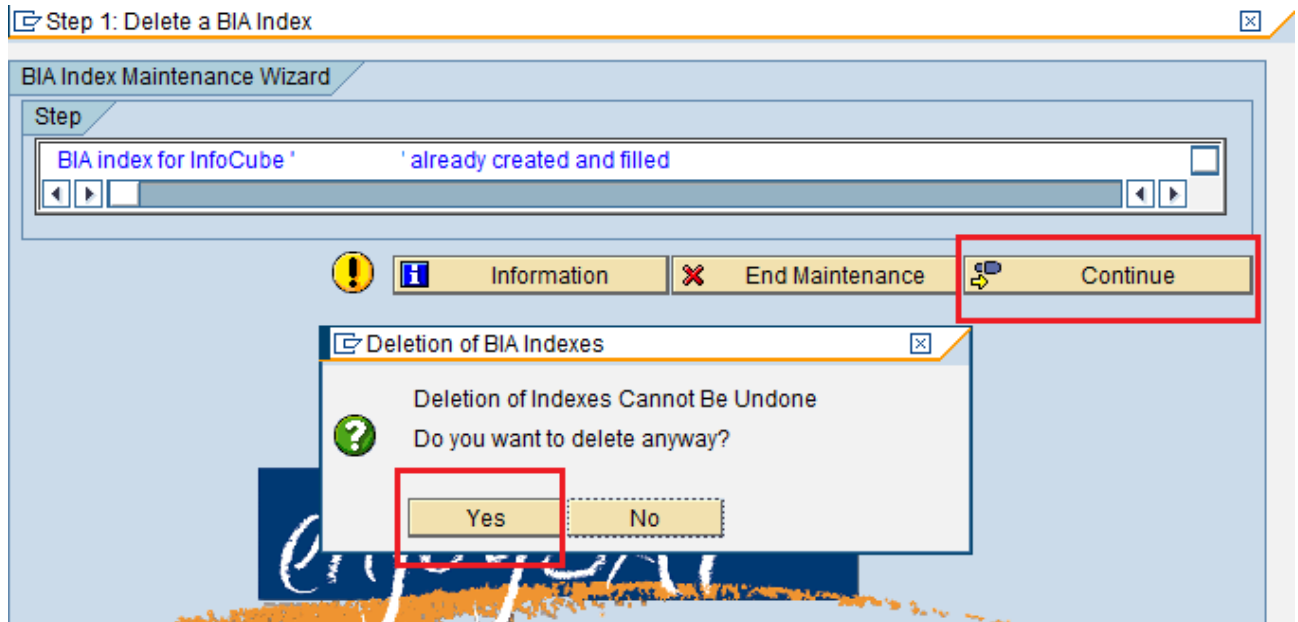 Step 1: Delete a BIA Index
BIA Index Maintenance Wizard
Step
BIA index for InfoCube ' ' already created and filled
Information
End Maintenance
Continue
Deletion of BIA Indexes
Deletion of Indexes Cannot Be Undone
Do you want to delete anyway?
Yes
No